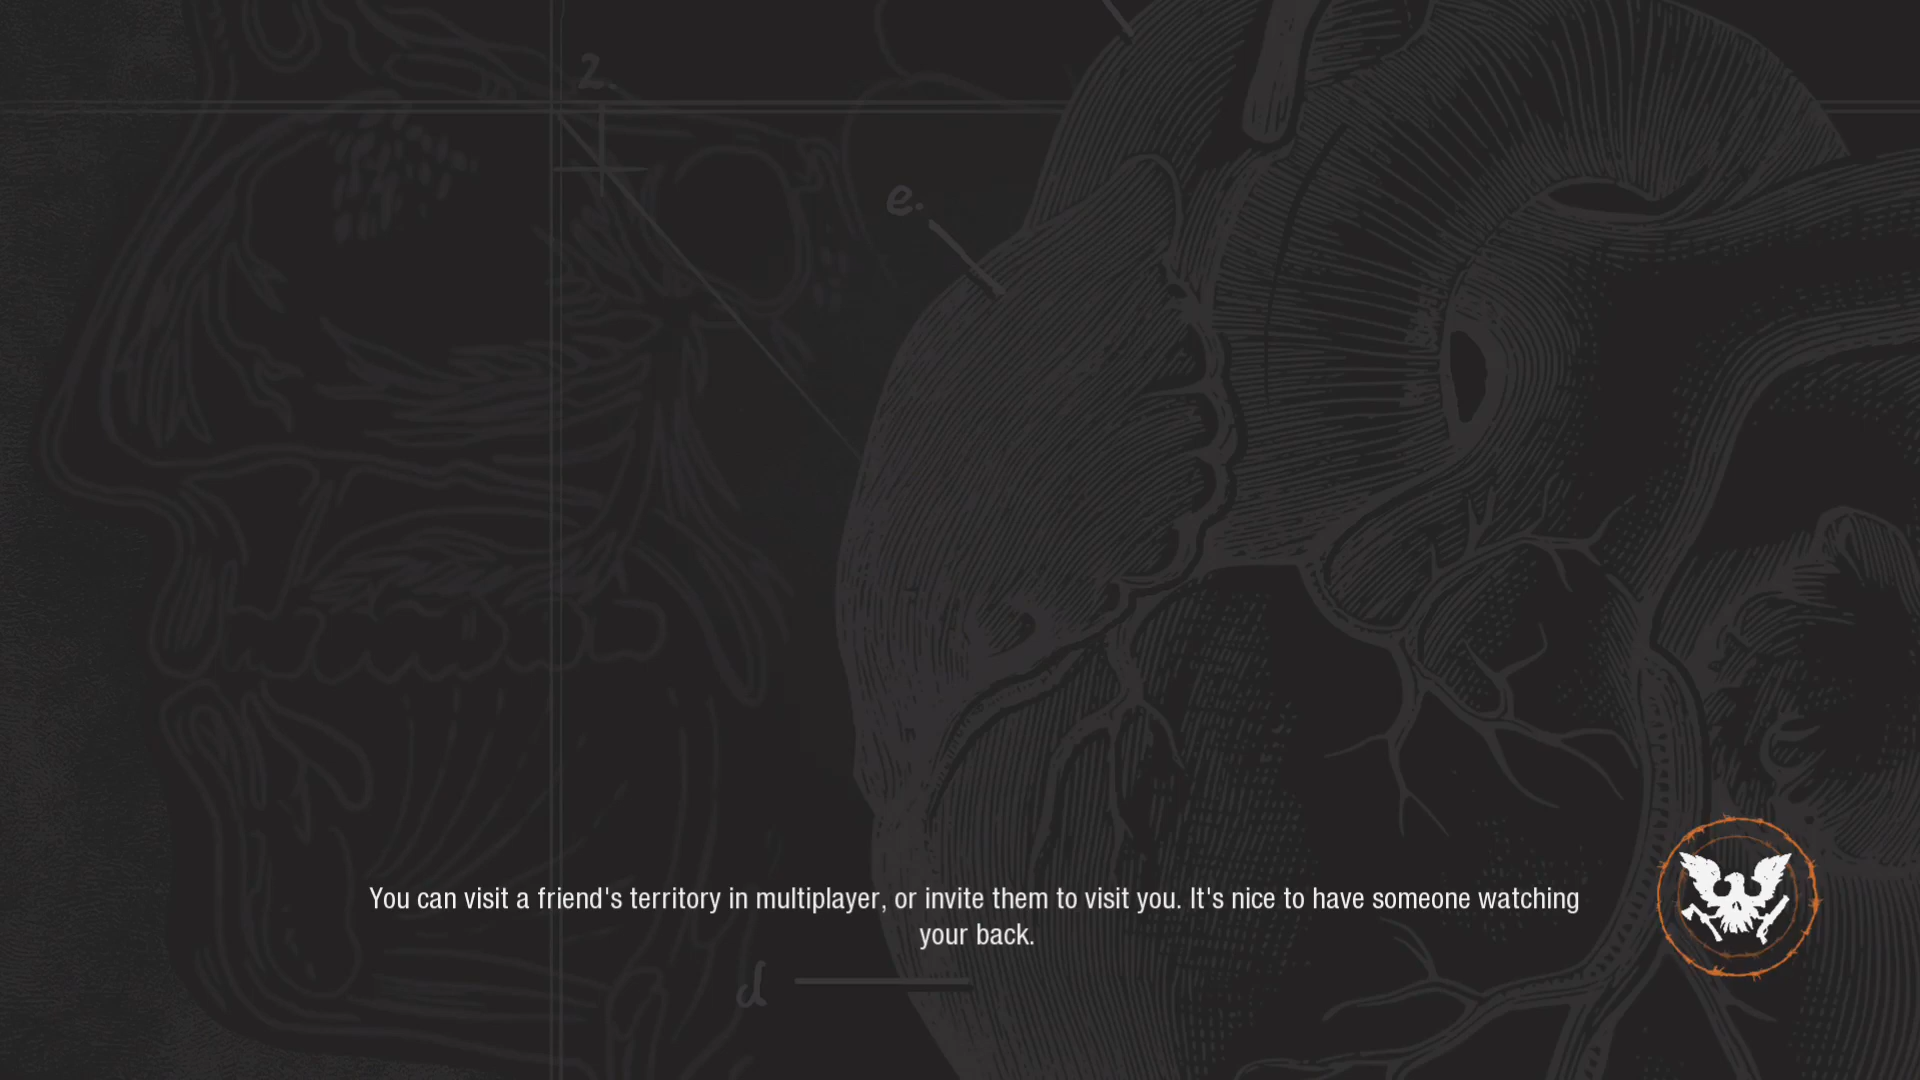 2.
e.
You can visit a friend's territory in multiplayer, or invite them to visit you. It's nice to have someone watching
your back.
d